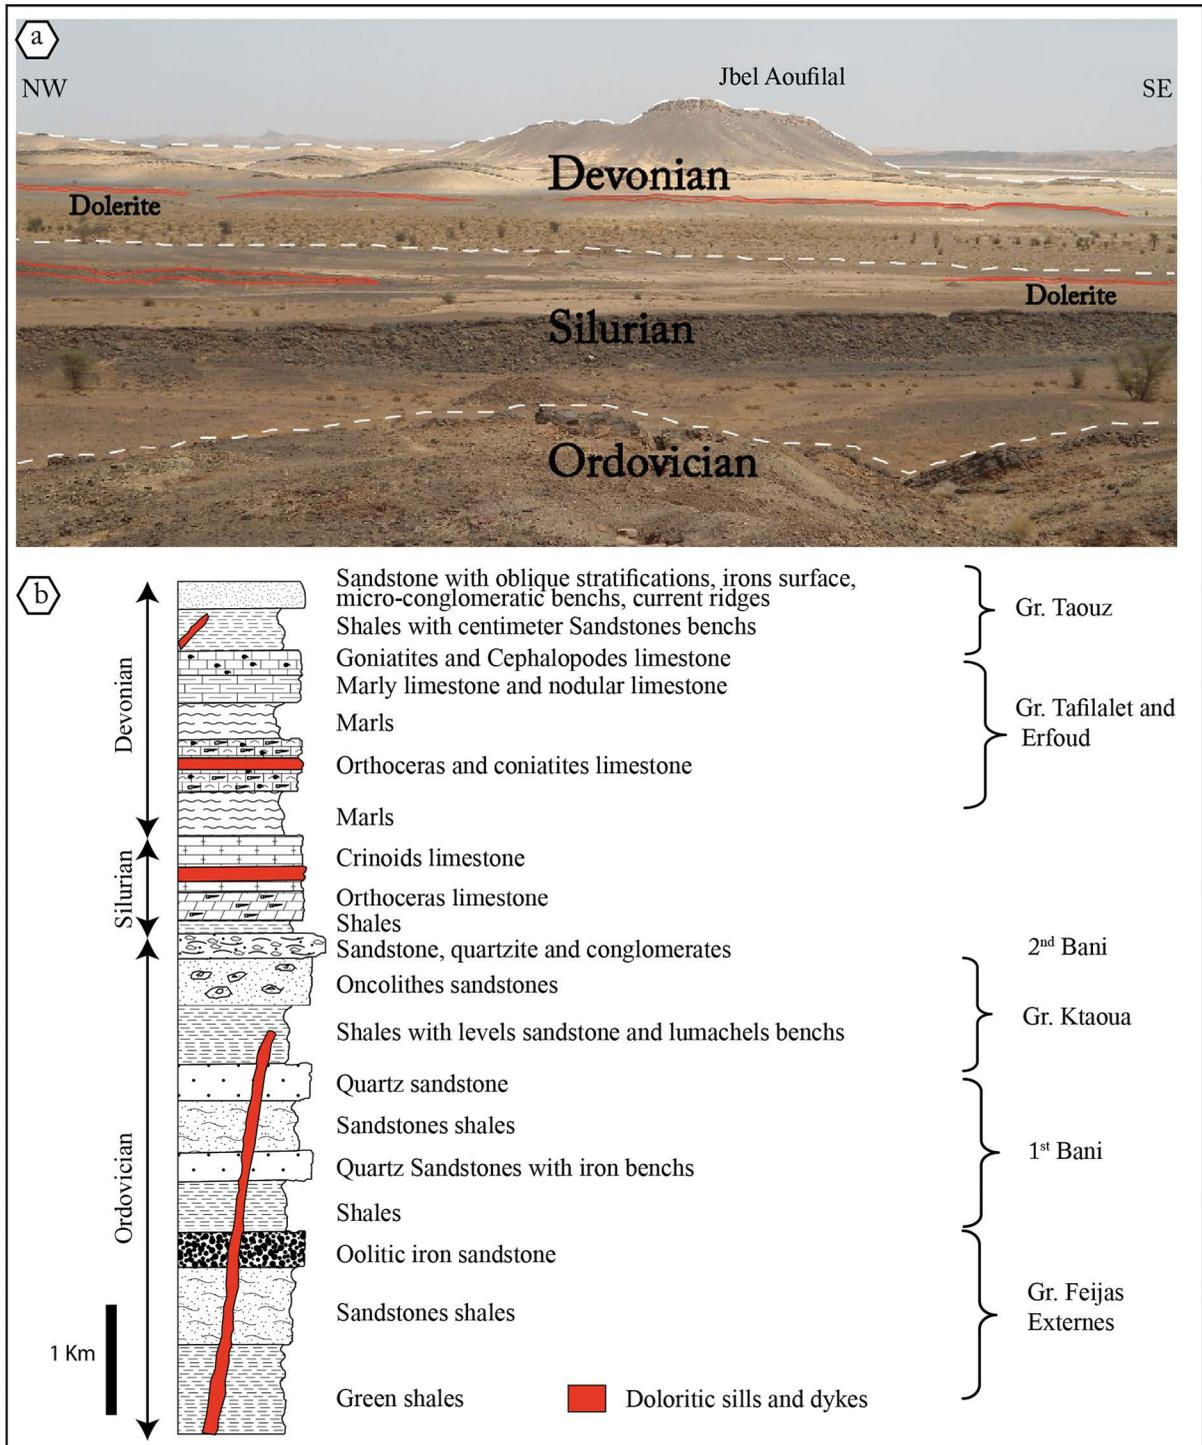 a
NW
Jbel Aoufilal
SE
Devonian
Dolerite
Dolerite
Silurian
Ordovician
b
Sandstone with oblique stratifications, irons surface,
micro-conglomeratic benchs, current ridges
Gr. Taouz
Shales with centimeter Sandstones benchs
Goniatites and Cephalopodes limestone
Marly limestone and nodular limestone
Devonian
Gr. Tafilalet and
Erfoud
Marls
Orthoceras and coniatites limestone
Marls
Silurian
Crinoids limestone
Orthoceras limestone
Shales
Sandstone, quartzite and conglomerates
2nd Bani
Oncolithes sandstones
Gr. Ktaoua
Shales with levels sandstone and lumachels benchs
Quartz sandstone
Sandstones shales
1st Bani
Quartz Sandstones with iron benchs
Ordovician
Shales
Oolitic iron sandstone
Gr. Feijas
Externes
Sandstones shales
1 Km
Green shales
Doloritic sills and dykes